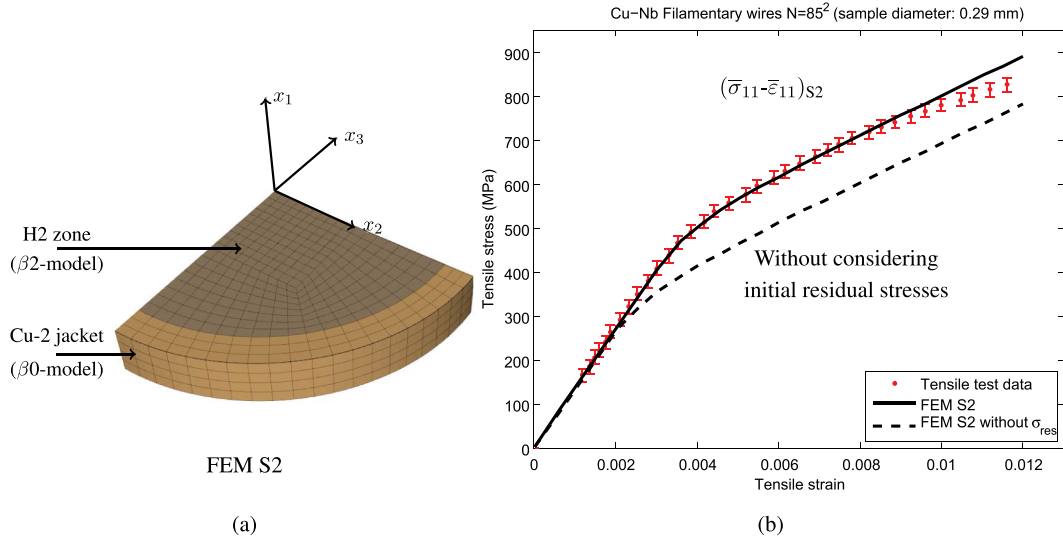 x₁
x₃
x₂
H2 zone
(β2-model)
Cu-2 jacket
(β0-model)
FEM S2
(a)
Cu−Nb Filamentary wires N=85² (sample diameter: 0.29 mm)
(σ̅₁₁-ε̅₁₁)S2
Without considering
initial residual stresses
Tensile test data
FEM S2
FEM S2 without σres
Tensile stress (MPa)
900
800
700
600
500
400
300
200
100
0
0 0.002 0.004 0.006 0.008 0.01 0.012
Tensile strain
(b)